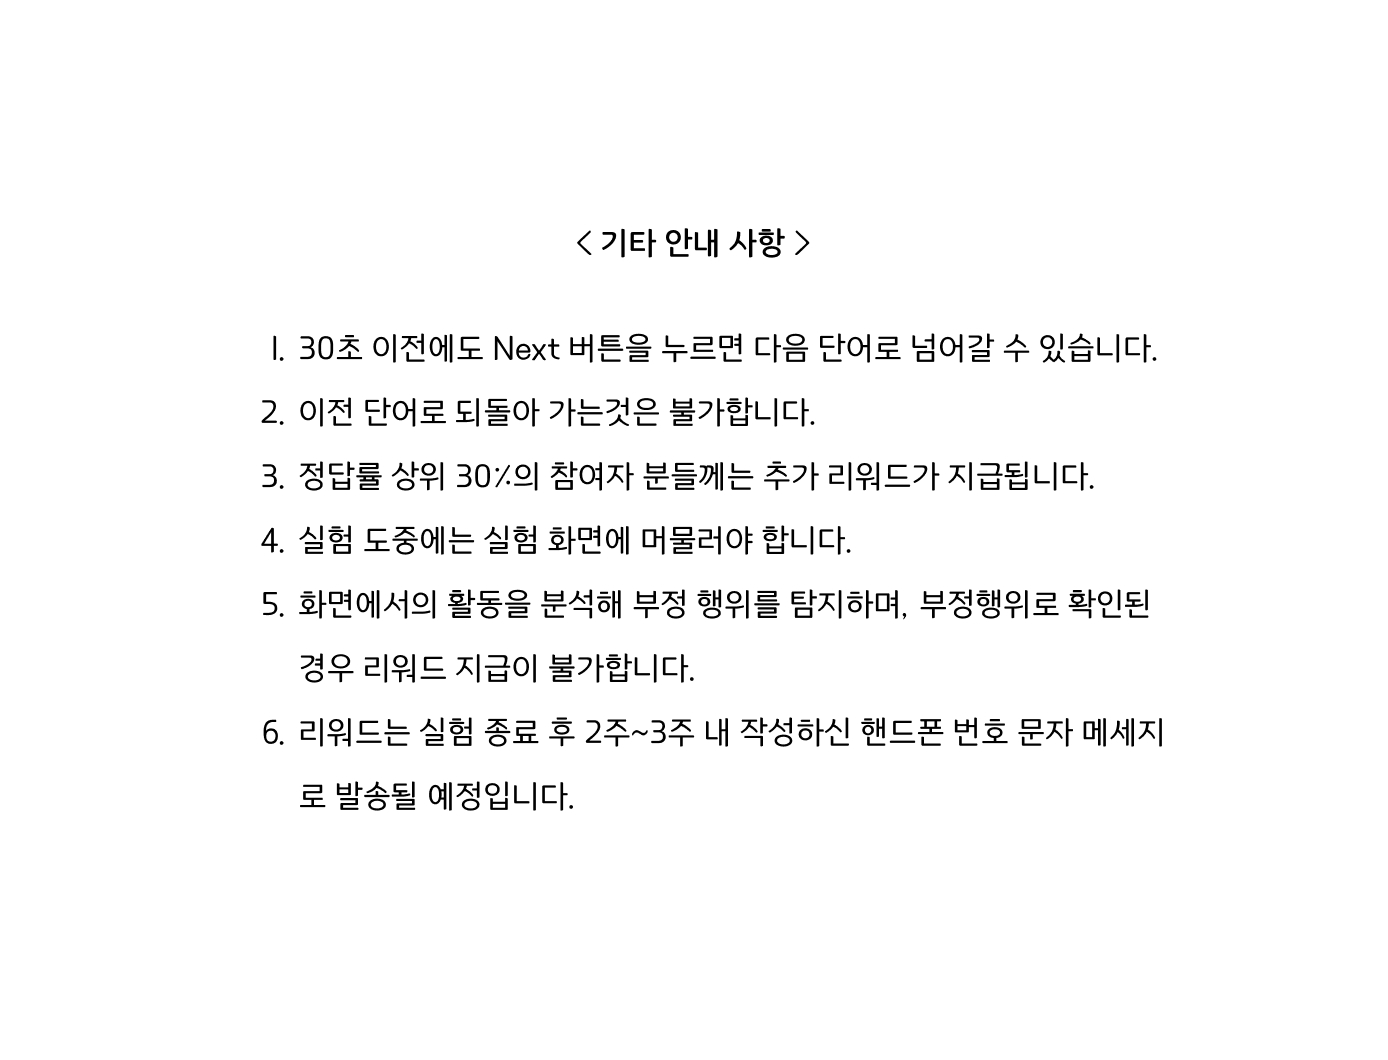 < 기타 안내 사항 >
1. 30초 이전에도 Next 버튼을 누르면 다음 단어로 넘어갈 수 있습니다.
2. 이전 단어로 되돌아 가는것은 불가합니다.
3. 정답률 상위 30%의 참여자 분들께는 추가 리워드가 지급됩니다.
4. 실험 도중에는 실험 화면에 머물러야 합니다.
5. 화면에서의 활동을 분석해 부정 행위를 탐지하며, 부정행위로 확인된
경우 리워드 지급이 불가합니다.
6. 리워드는 실험 종료 후 2주~3주 내 작성하신 핸드폰 번호 문자 메세지
로 발송될 예정입니다.